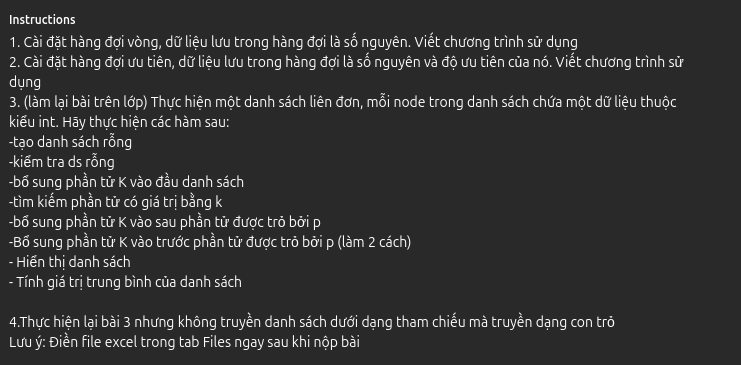 Instructions
1. Cài đặt hàng đợi vòng, dữ liệu lưu trong hàng đợi là số nguyên. Viết chương trình sử dụng
2. Cài đặt hàng đợi ưu tiên, dữ liệu lưu trong hàng đợi là số nguyên và độ ưu tiên của nó. Viết chương trình sử
dụng
3. (làm lại bài trên lớp) Thực hiện một danh sách liên đơn, mỗi node trong danh sách chứa một dữ liệu thuộc
kiểu int. Hãy thực hiện các hàm sau:
-tạo danh sách rỗng
-kiểm tra ds rỗng
-bổ sung phần tử K vào đầu danh sách
-tìm kiếm phần tử có giá trị bằng k
-bổ sung phần tử K vào sau phần tử được trỏ bởi p
-Bổ sung phần tử K vào trước phần tử được trỏ bởi p (làm 2 cách)
- Hiển thị danh sách
- Tính giá trị trung bình của danh sách
4.Thực hiện lại bài 3 nhưng không truyền danh sách dưới dạng tham chiếu mà truyền dạng con trỏ
Lưu ý: Điền file excel trong tab Files ngay sau khi nộp bài